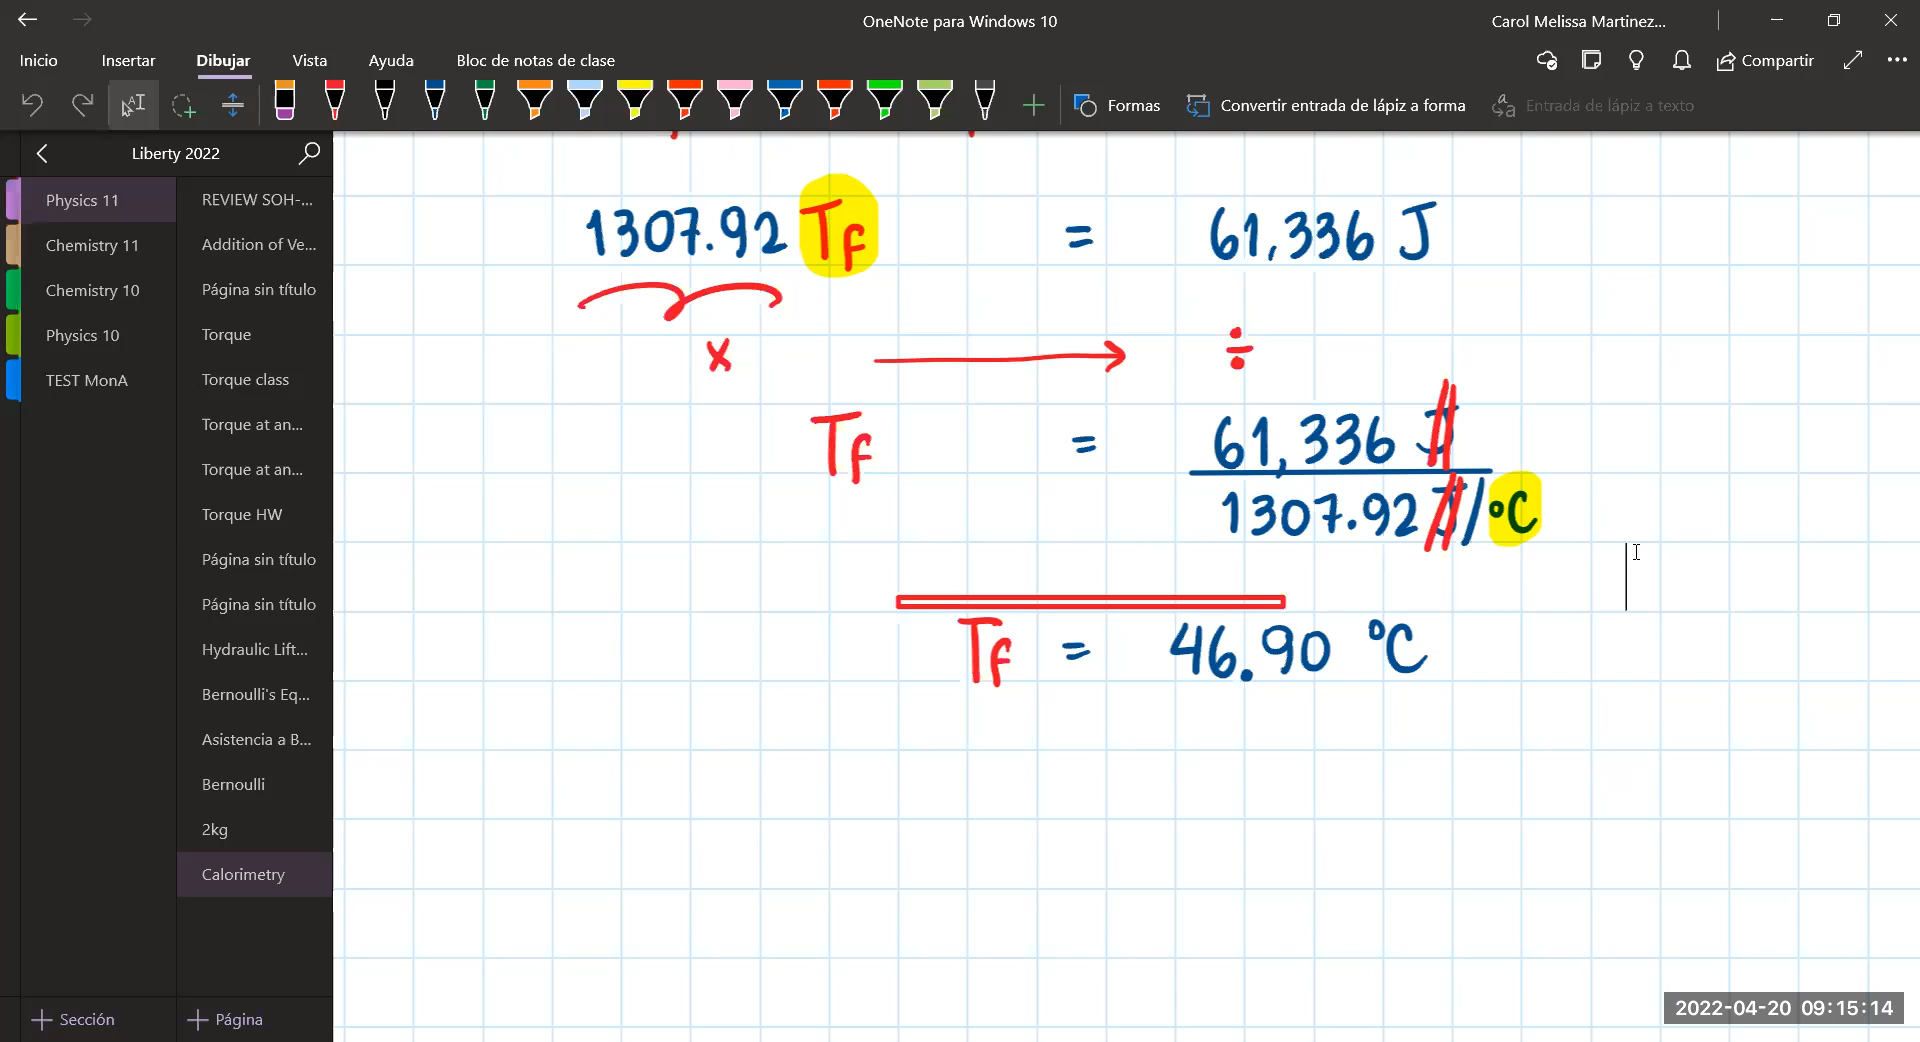 OneNote para Windows 10
Carol Melissa Martinez...
Inicio Insertar Dibujar Vista Ayuda Bloc de notas de clase
Compartir
Formas Convertir entrada de lápiz a forma Entrada de lápiz a texto
Liberty 2022
Physics 11
Chemistry 11
Chemistry 10
Physics 10
TEST MonA
REVIEW SOH-...
Addition of Ve...
Página sin título
Torque
Torque class
Torque at an...
Torque at an...
Torque HW
Página sin título
Página sin título
Hydraulic Lift...
Bernoulli's Eq...
Asistencia a B...
Bernoulli
2kg
Calorimetry
Sección
Página
1307.92 Tf = 61,336 J
x → ÷
Tf = 61,336 J
1307.92 J/°C
Tf = 46.90 °C
2022-04-20 09:15:14